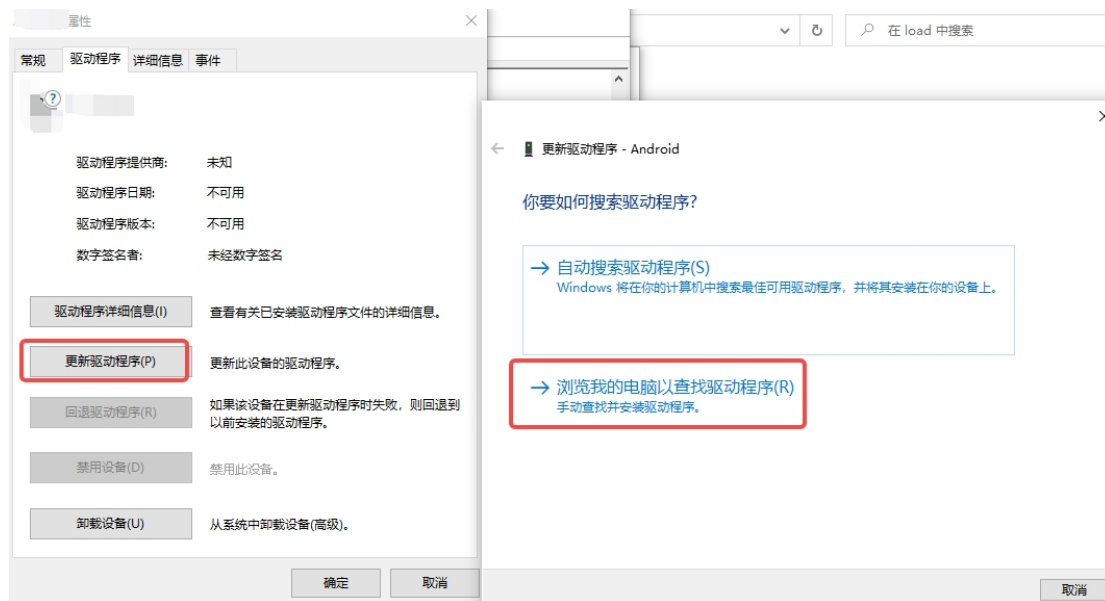 属性
常规 驱动程序 详细信息 事件
驱动程序提供商: 未知
驱动程序日期: 不可用
驱动程序版本: 不可用
数字签名者: 未经数字签名
驱动程序详细信息(I) 查看有关已安装驱动程序文件的详细信息。
更新驱动程序(P) 更新此设备的驱动程序。
回退驱动程序(R) 如果该设备在更新驱动程序时失败，则回退到
以前安装的驱动程序。
禁用设备(D) 禁用此设备。
卸载设备(U) 从系统中卸载设备(高级)。
确定 取消
在 load 中搜索
更新驱动程序 - Android
你要如何搜索驱动程序?
自动搜索驱动程序(S)
Windows 将在你的计算机中搜索最佳可用驱动程序，并将其安装在你的设备上。
浏览我的电脑以查找驱动程序(R)
手动查找并安装驱动程序。
取消